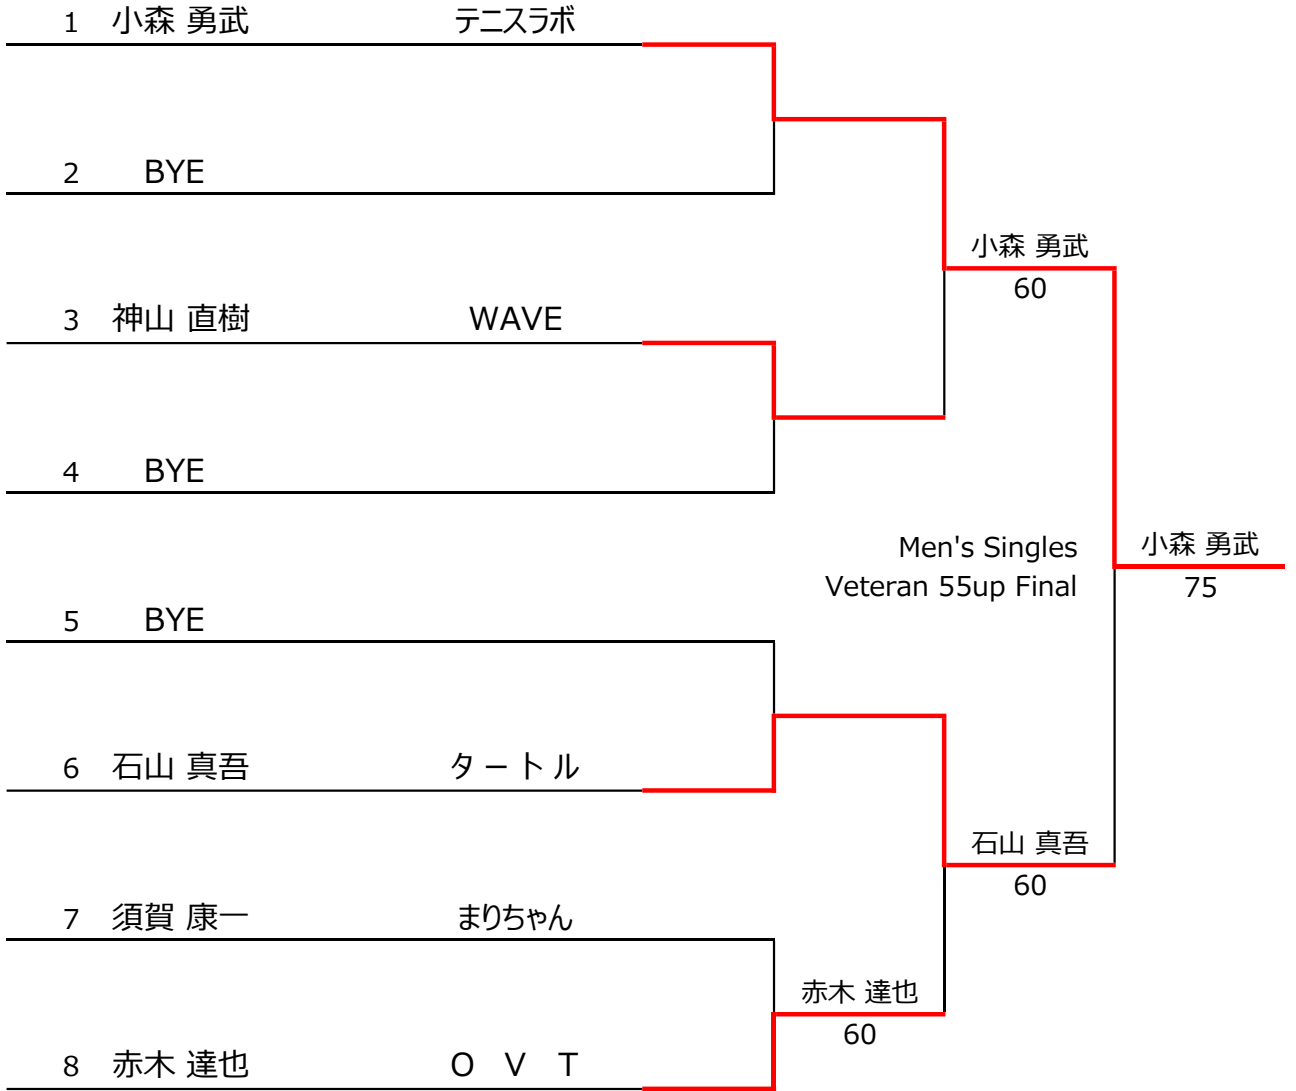 1 小森 勇武 テニスラボ
2 BYE
小森 勇武
60
3 神山 直樹 WAVE
4 BYE
Men's Singles
Veteran 55up Final
小森 勇武
75
5 BYE
6 石山 真吾 タートル
石山 真吾
60
7 須賀 康一 まりちゃん
赤木 達也
60
8 赤木 達也 O V T